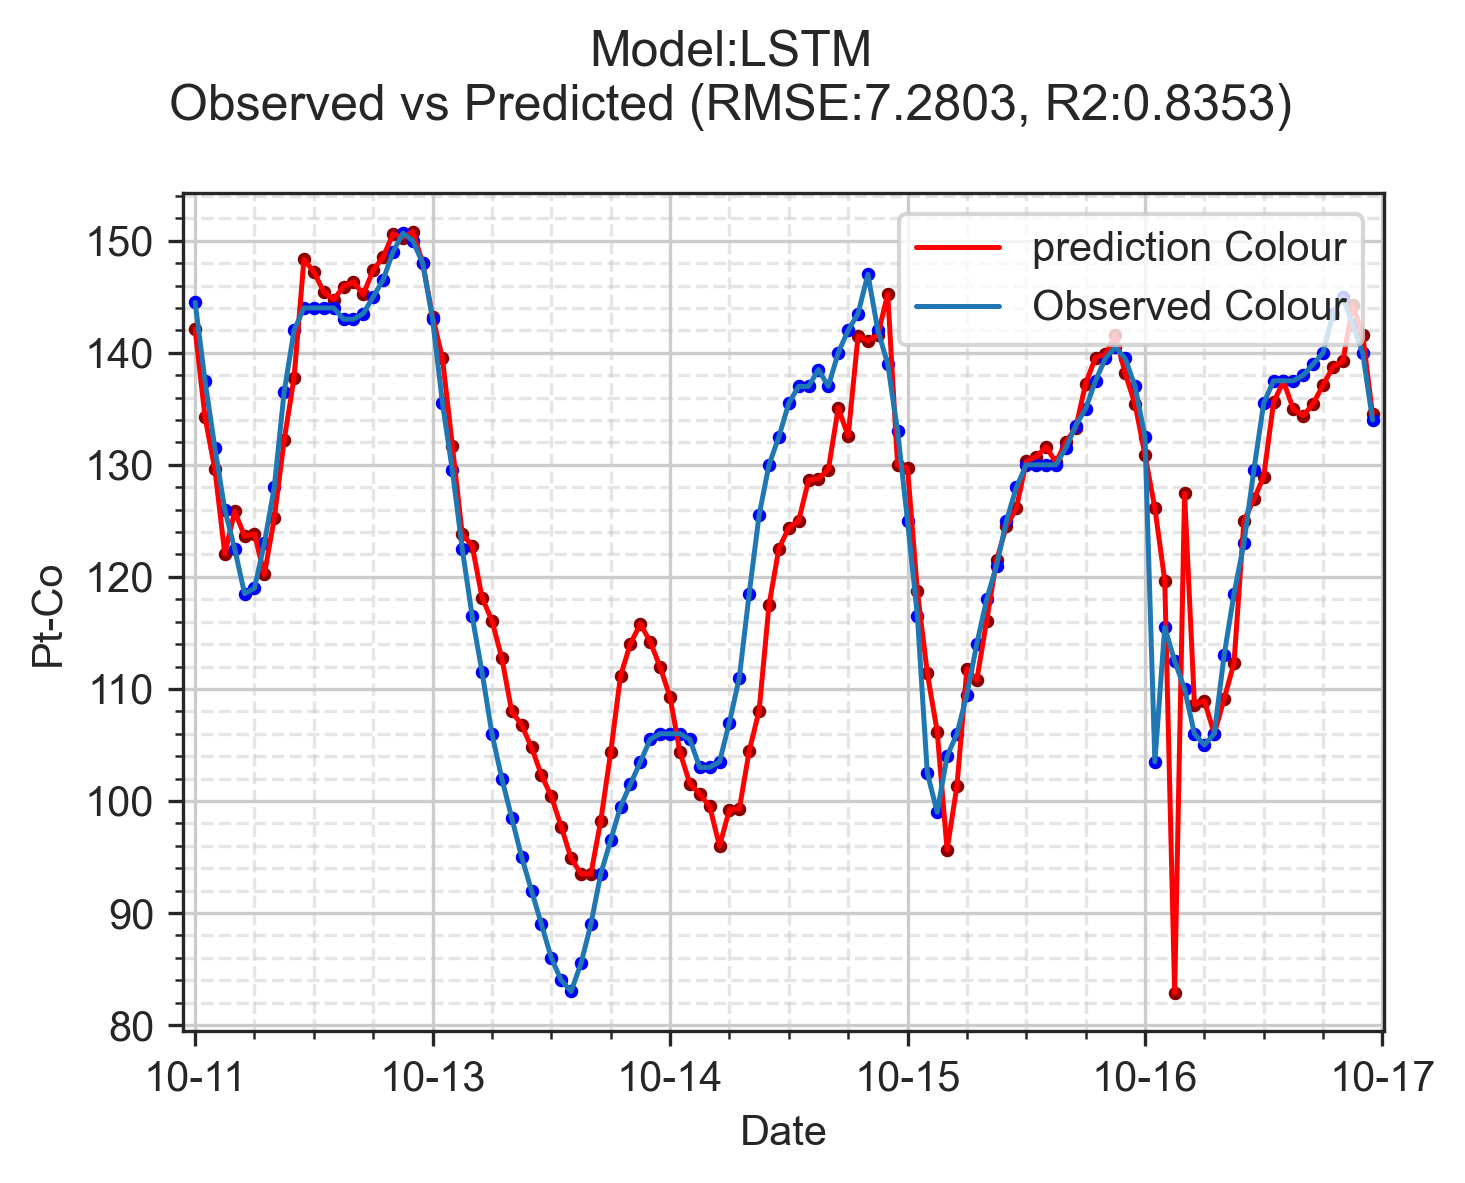 Model:LSTM
Observed vs Predicted (RMSE:7.2803, R2:0.8353)
prediction Colour
Observed Colour
150
140
130
120
110
100
90
80
Pt-Co
10-11
10-13
10-14
10-15
10-16
10-17
Date